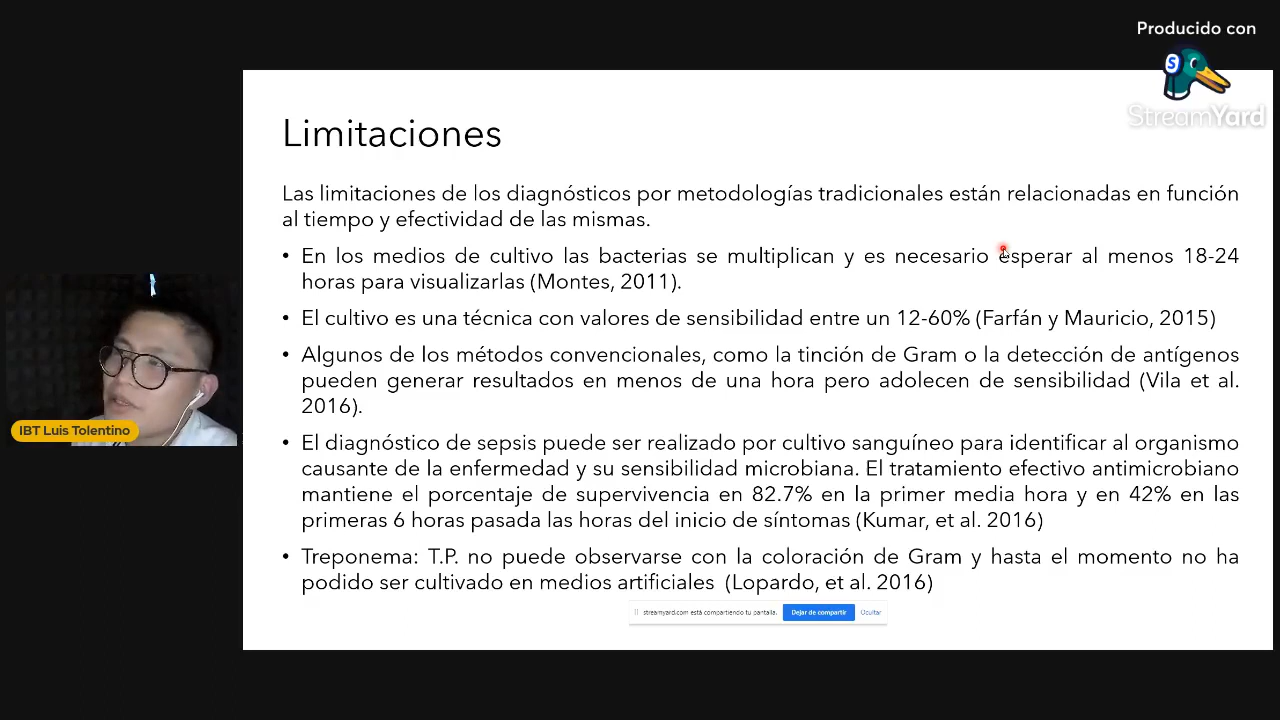 Producido con
S
StreamYard
Limitaciones
Las limitaciones de los diagnósticos por metodologías tradicionales están relacionadas en función
al tiempo y efectividad de las mismas.
• En los medios de cultivo las bacterias se multiplican y es necesario esperar al menos 18-24
horas para visualizarlas (Montes, 2011).
• El cultivo es una técnica con valores de sensibilidad entre un 12-60% (Farfán y Mauricio, 2015)
• Algunos de los métodos convencionales, como la tinción de Gram o la detección de antígenos
pueden generar resultados en menos de una hora pero adolecen de sensibilidad (Vila et al.
2016).
• El diagnóstico de sepsis puede ser realizado por cultivo sanguíneo para identificar al organismo
causante de la enfermedad y su sensibilidad microbiana. El tratamiento efectivo antimicrobiano
mantiene el porcentaje de supervivencia en 82.7% en la primer media hora y en 42% en las
primeras 6 horas pasada las horas del inicio de síntomas (Kumar, et al. 2016)
• Treponema: T.P. no puede observarse con la coloración de Gram y hasta el momento no ha
podido ser cultivado en medios artificiales (Lopardo, et al. 2016)
IBT Luis Tolentino
streamyard.com está compartiendo tu pantalla. Dejar de compartir Ocultar